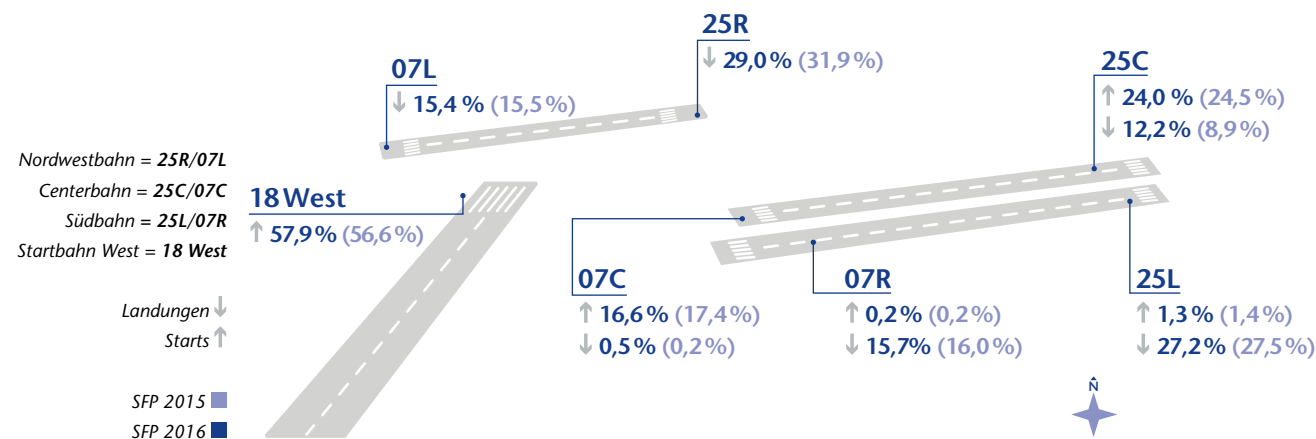 25R
↓ 29,0 % (31,9 %)
07L
↓ 15,4 % (15,5 %)
25C
↑ 24,0 % (24,5 %)
↓ 12,2 % (8,9 %)
Nordwestbahn = 25R/07L
Centerbahn = 25C/07C
Südbahn = 25L/07R
Startbahn West = 18 West
18 West
↑ 57,9 % (56,6 %)
07C
↑ 16,6 % (17,4 %)
↓ 0,5 % (0,2 %)
07R
↑ 0,2 % (0,2 %)
↓ 15,7% (16,0 %)
25L
↑ 1,3 % (1,4 %)
↓ 27,2 % (27,5 %)
Landungen ↓
Starts ↑
SFP 2015
SFP 2016
N